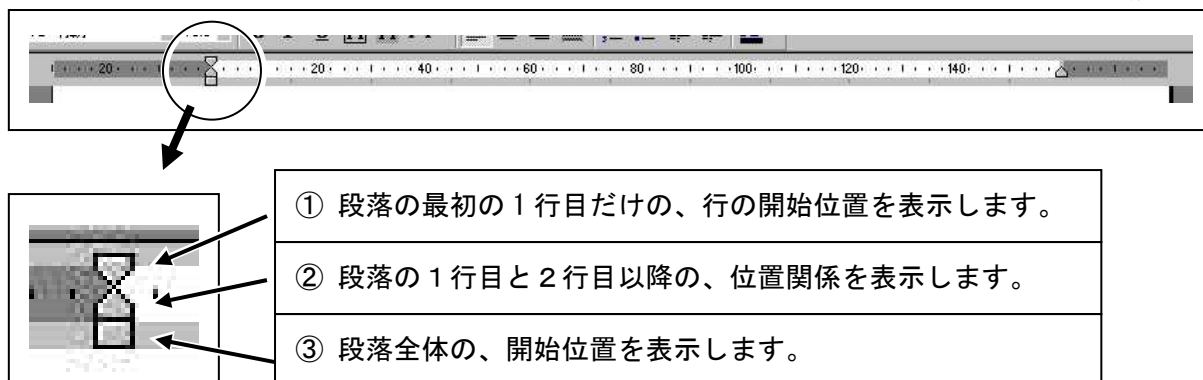 20 20 40 60 80 100 120 140
① 段落の最初の１行目だけの、行の開始位置を表示します。
② 段落の１行目と２行目以降の、位置関係を表示します。
③ 段落全体の、開始位置を表示します。